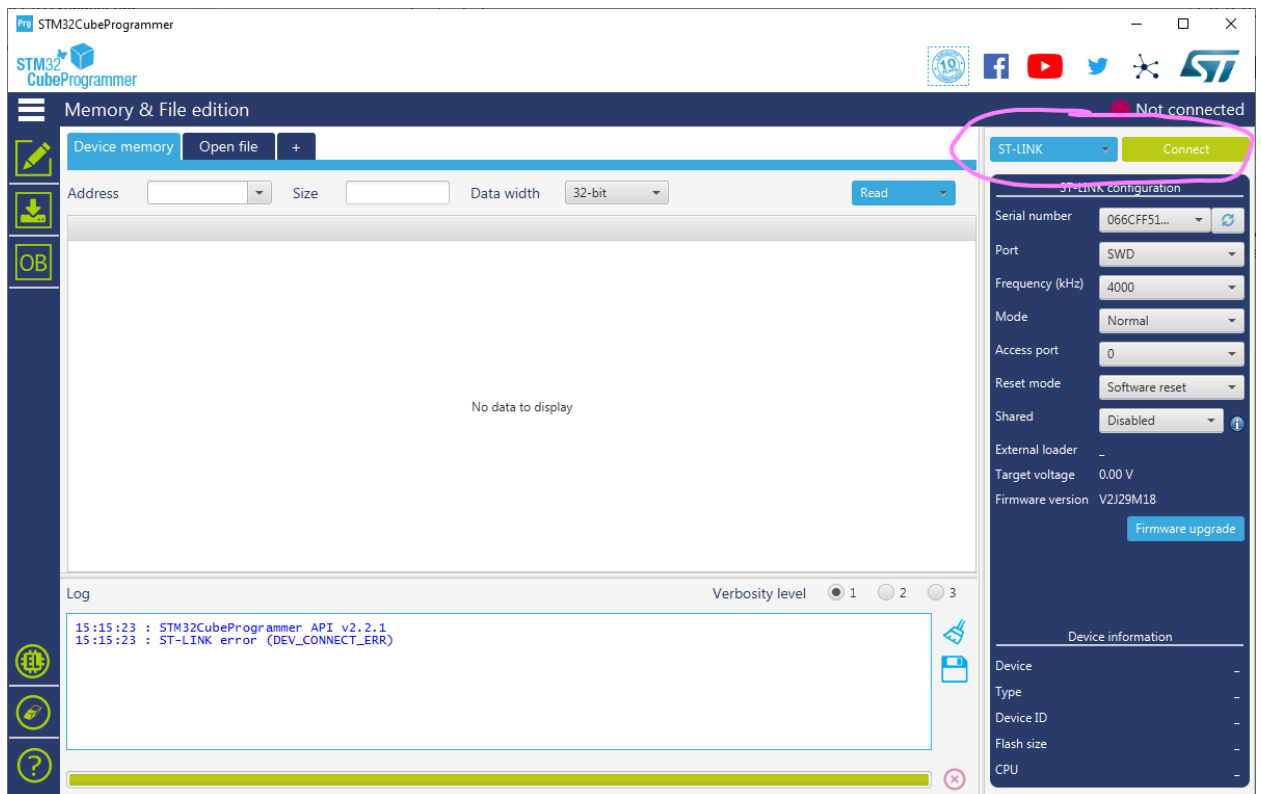 Prg STM32CubeProgrammer
STM32
CubeProgrammer
10
Memory & File edition
Not connected
Device memory
Open file
+
ST-LINK
Connect
Address
Size
Data width
32-bit
Read
ST-LINK configuration
Serial number
066CFF51...
Port
SWD
Frequency (kHz)
4000
Mode
Normal
Access port
0
Reset mode
Software reset
Shared
Disabled
External loader
_
Target voltage
0.00 V
Firmware version
V2J29M18
Firmware upgrade
OB
No data to display
Log
Verbosity level
1
2
3
15:15:23 : STM32CubeProgrammer API v2.2.1
15:15:23 : ST-LINK error (DEV_CONNECT_ERR)
Device information
Device
_
Type
_
Device ID
_
Flash size
_
CPU
_
EL
?